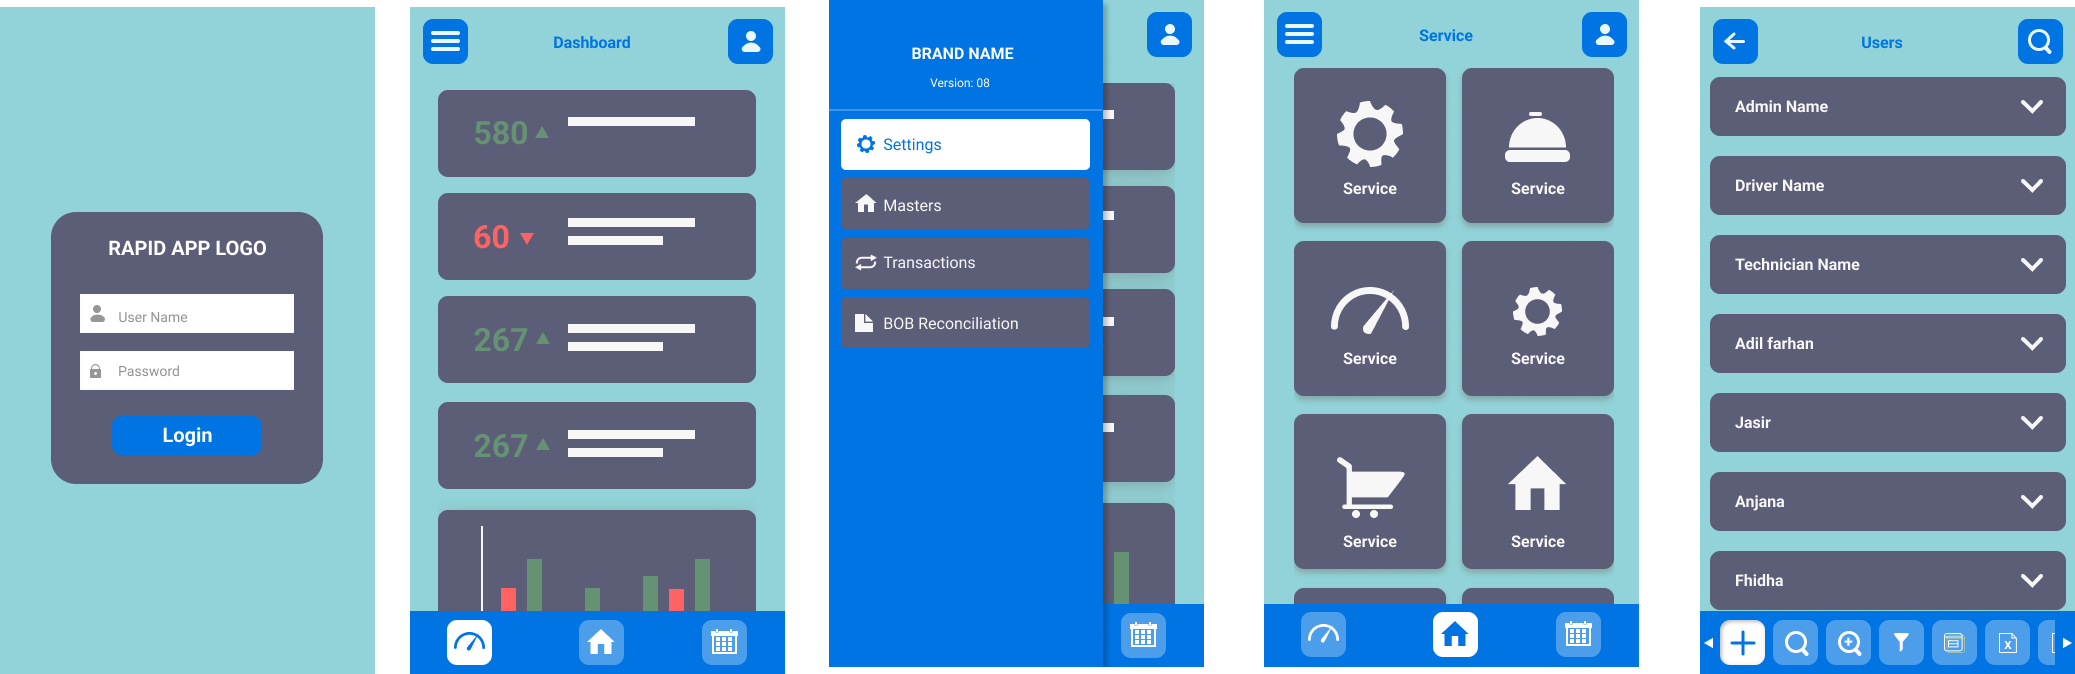 RAPID APP LOGO
User Name
Password
Login
Dashboard
580
60
267
267
BRAND NAME
Version: 08
Settings
Masters
Transactions
BOB Reconciliation
Service
Service
Service
Service
Service
Service
Service
Users
Admin Name
Driver Name
Technician Name
Adil farhan
Jasir
Anjana
Fhidha
X